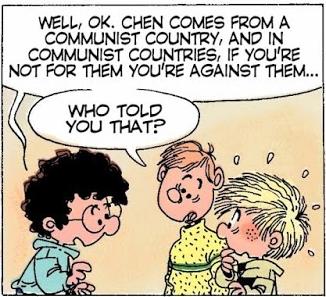 WELL, OK. CHEN COMES FROM A
COMMUNIST COUNTRY, AND IN
COMMUNIST COUNTRIES, IF YOU'RE
NOT FOR THEM YOU'RE AGAINST THEM...
WHO TOLD
YOU THAT?